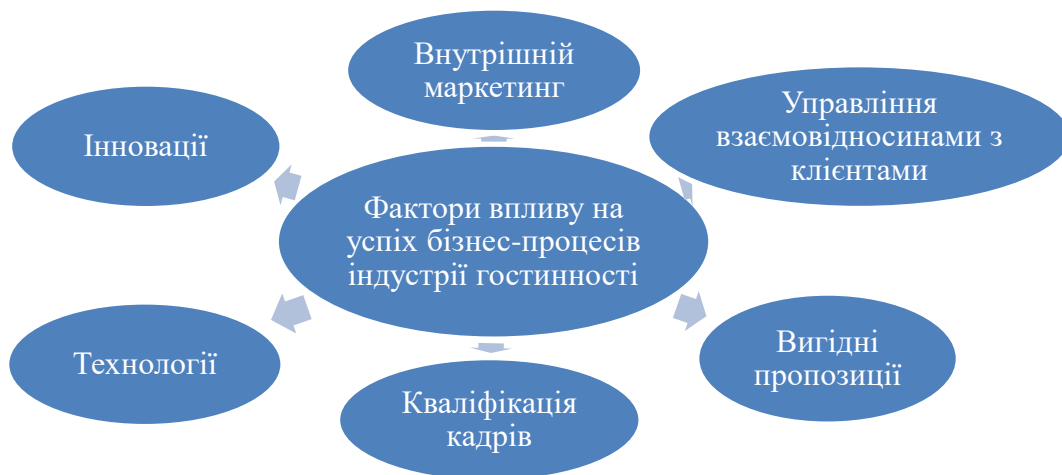 Внутрішній
маркетинг
Управління
взаємовідносинами з
клієнтами
Інновації
Фактори впливу на
успіх бізнес-процесів
індустрії гостинності
Технології
Вигідні
пропозиції
Кваліфікація
кадрів